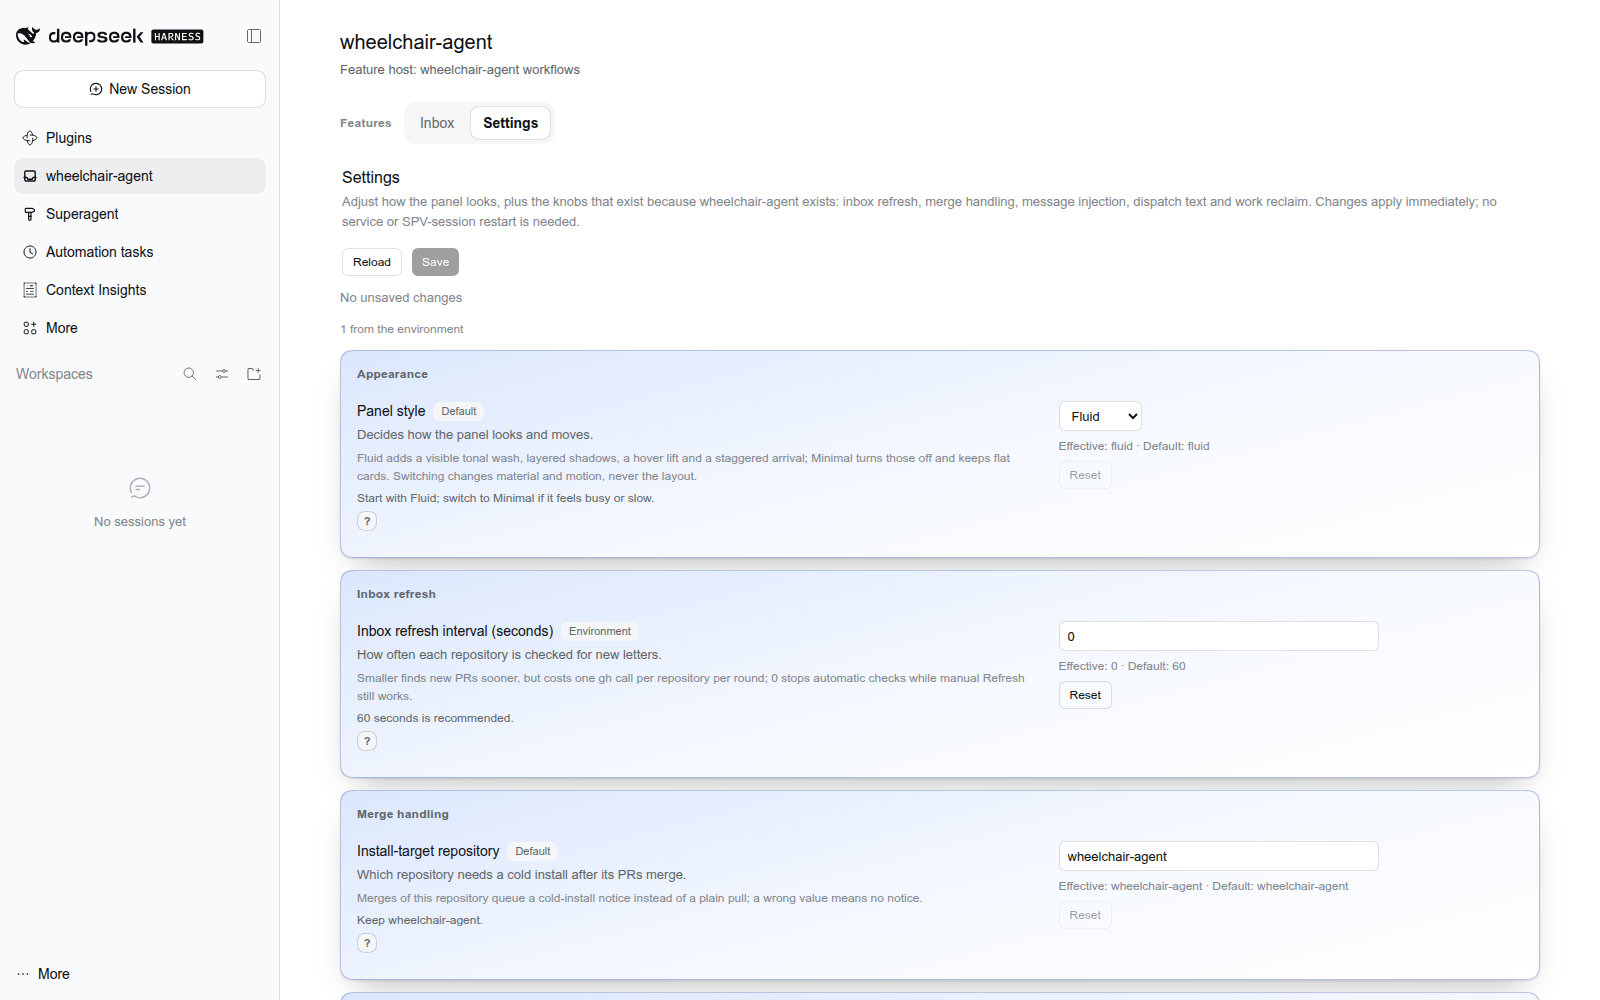 deepseek HARNESS
New Session
Plugins
wheelchair-agent
Superagent
Automation tasks
Context Insights
More
Workspaces
No sessions yet
More
wheelchair-agent
Feature host: wheelchair-agent workflows
Features
Inbox
Settings
Settings
Adjust how the panel looks, plus the knobs that exist because wheelchair-agent exists: inbox refresh, merge handling, message injection, dispatch text and work reclaim. Changes apply immediately; no
service or SPV-session restart is needed.
Reload
Save
No unsaved changes
1 from the environment
Appearance
Panel style
Default
Decides how the panel looks and moves.
Fluid adds a visible tonal wash, layered shadows, a hover lift and a staggered arrival; Minimal turns those off and keeps flat
cards. Switching changes material and motion, never the layout.
Start with Fluid; switch to Minimal if it feels busy or slow.
?
Fluid
Effective: fluid · Default: fluid
Reset
Inbox refresh
Inbox refresh interval (seconds)
Environment
How often each repository is checked for new letters.
Smaller finds new PRs sooner, but costs one gh call per repository per round; 0 stops automatic checks while manual Refresh
still works.
60 seconds is recommended.
?
0
Effective: 0 · Default: 60
Reset
Merge handling
Install-target repository
Default
Which repository needs a cold install after its PRs merge.
Merges of this repository queue a cold-install notice instead of a plain pull; a wrong value means no notice.
Keep wheelchair-agent.
?
wheelchair-agent
Effective: wheelchair-agent · Default: wheelchair-agent
Reset